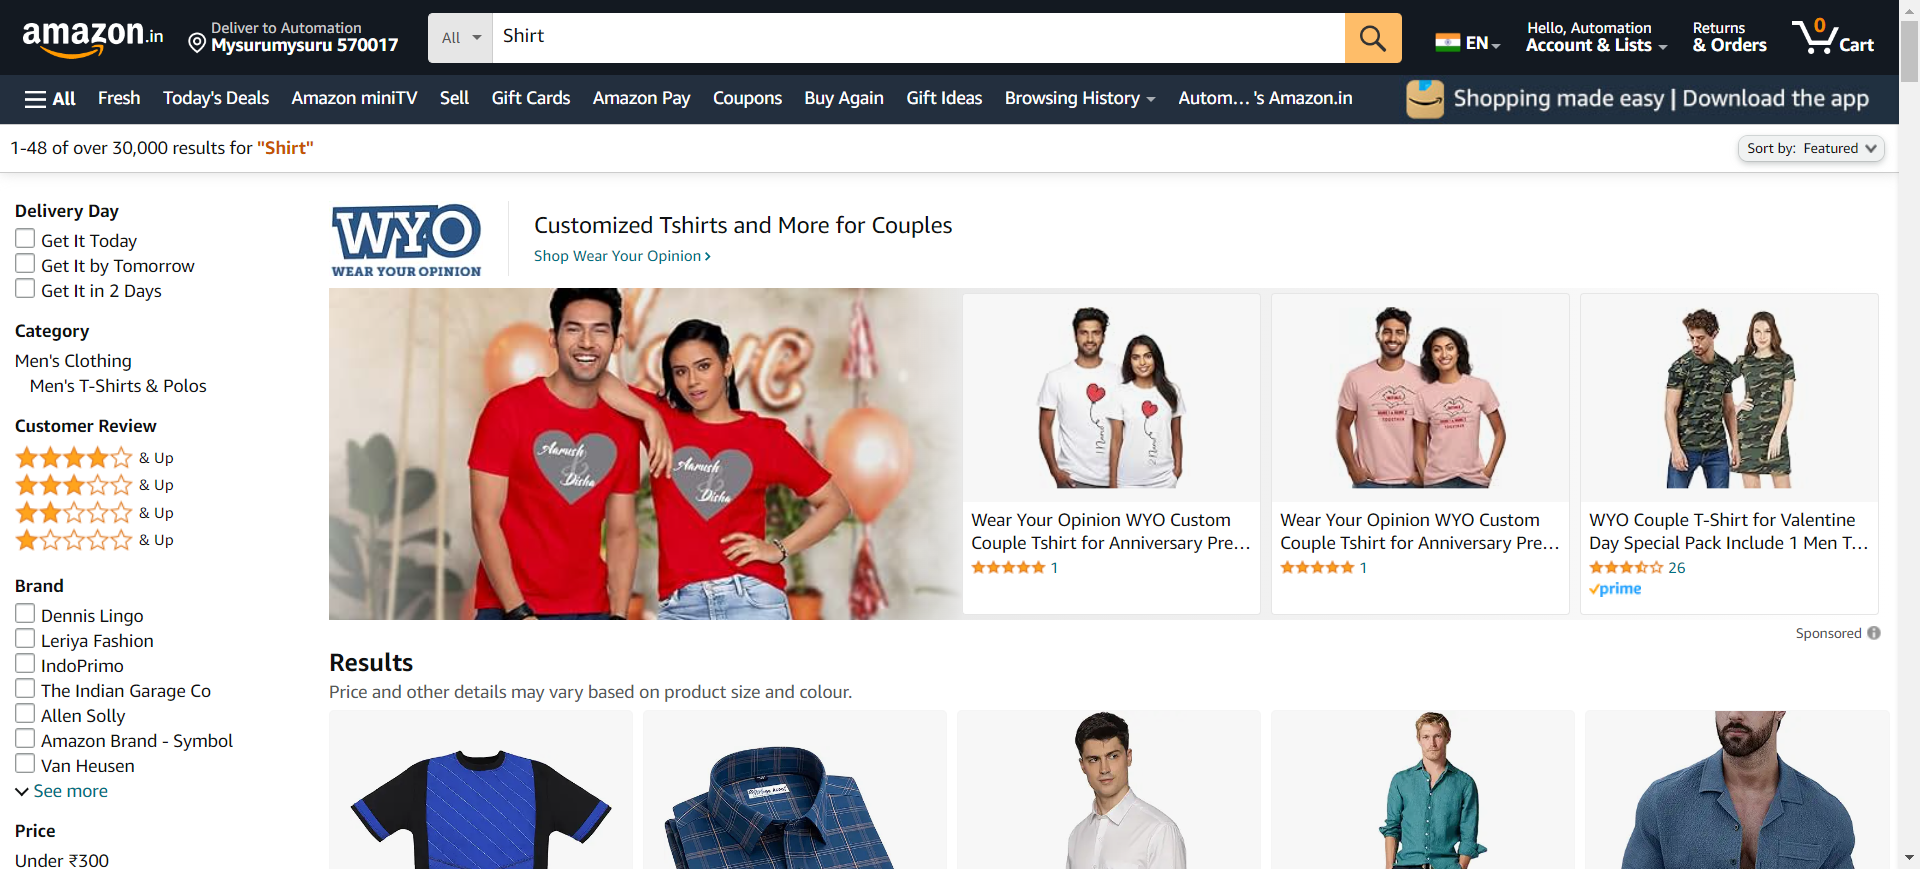 amazon.in
Deliver to Automation
Mysurumysuru 570017
All
Shirt
EN
Hello, Automation
Account & Lists
Returns
& Orders
0
Cart
All
Fresh
Today's Deals
Amazon miniTV
Sell
Gift Cards
Amazon Pay
Coupons
Buy Again
Gift Ideas
Browsing History
Autom... 's Amazon.in
Shopping made easy | Download the app
1-48 of over 30,000 results for "Shirt"
Sort by: Featured
Delivery Day
Get It Today
Get It by Tomorrow
Get It in 2 Days
Category
Men's Clothing
Men's T-Shirts & Polos
Customer Review
& Up
& Up
& Up
& Up
Brand
Dennis Lingo
Leriya Fashion
IndoPrimo
The Indian Garage Co
Allen Solly
Amazon Brand - Symbol
Van Heusen
See more
Price
Under ₹300
WYO
WEAR YOUR OPINION
Customized Tshirts and More for Couples
Shop Wear Your Opinion
Love
Aarush
&
Disha
Aarush
&
Disha
Wear Your Opinion WYO Custom
Couple Tshirt for Anniversary Pre...
1
Wear Your Opinion WYO Custom
Couple Tshirt for Anniversary Pre...
1
WYO Couple T-Shirt for Valentine
Day Special Pack Include 1 Men T...
26
prime
Sponsored
Results
Price and other details may vary based on product size and colour.